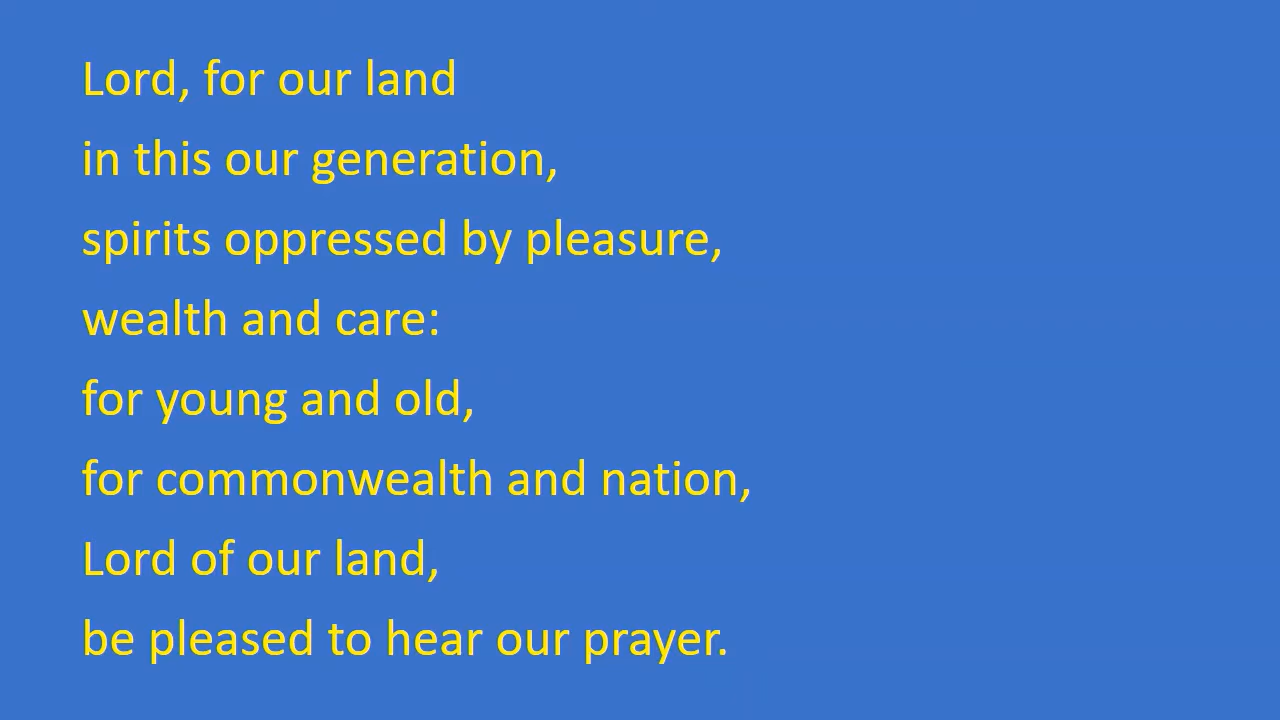 Lord, for our land
in this our generation,
spirits oppressed by pleasure,
wealth and care:
for young and old,
for commonwealth and nation,
Lord of our land,
be pleased to hear our prayer.